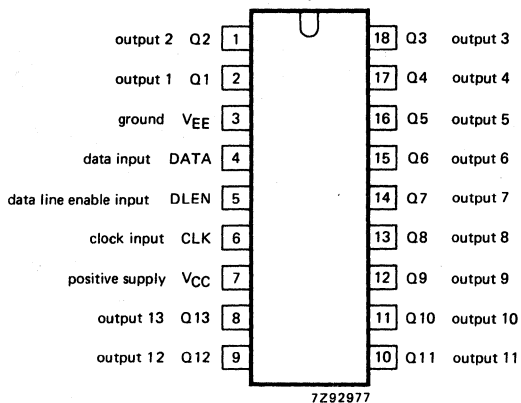 output 2 Q2 1 18 Q3 output 3
output 1 Q1 2 17 Q4 output 4
ground VEE 3 16 Q5 output 5
data input DATA 4 15 Q6 output 6
data line enable input DLEN 5 14 Q7 output 7
clock input CLK 6 13 Q8 output 8
positive supply VCC 7 12 Q9 output 9
output 13 Q13 8 11 Q10 output 10
output 12 Q12 9 10 Q11 output 11
7Z92977